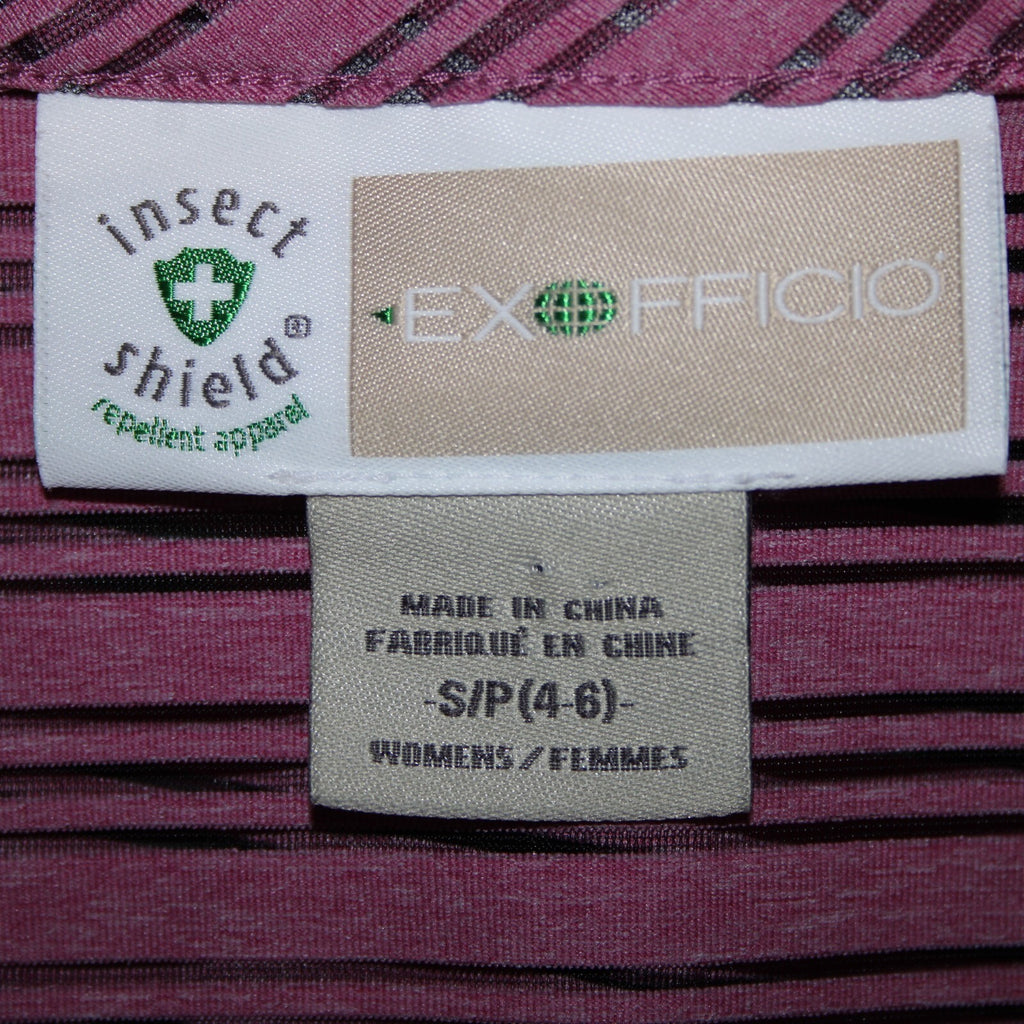 insect
shield®
repellent apparel
EXOFFICIO
MADE IN CHINA
FABRIQUÉ EN CHINE
-S/P(4-6)-
WOMENS/FEMMES